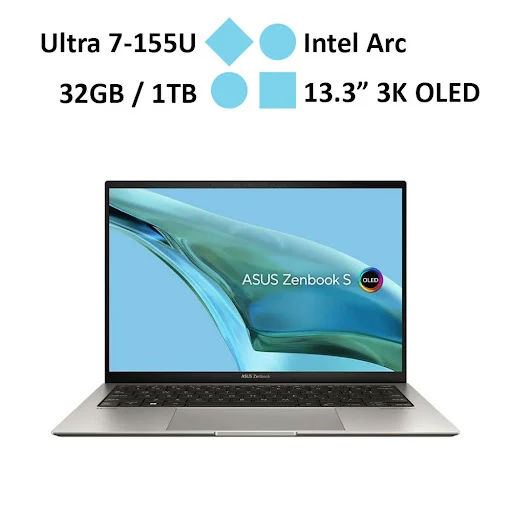 Ultra 7-155U
Intel Arc
32GB / 1TB
13.3” 3K OLED
ASUS Zenbook S
OLED
ASUS Zenbook